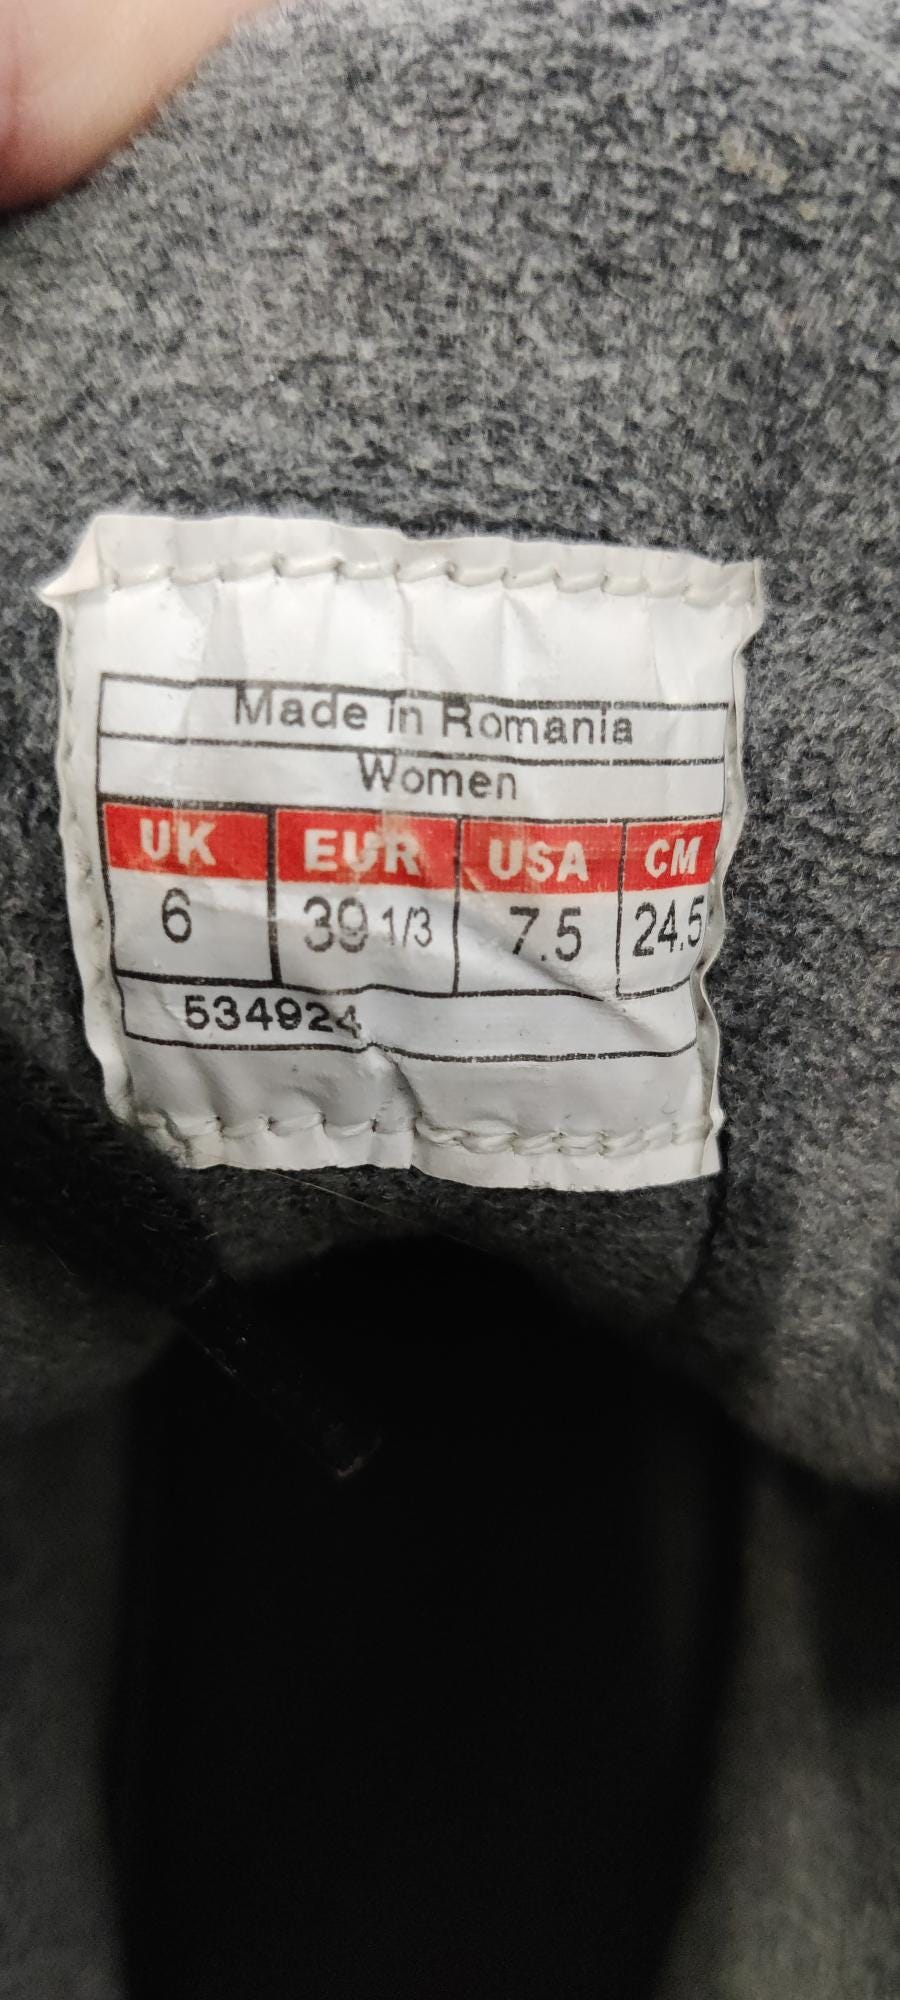 Made in Romania
Women
UK EUR USA CM
6 39 1/3 7.5 24.5
534924